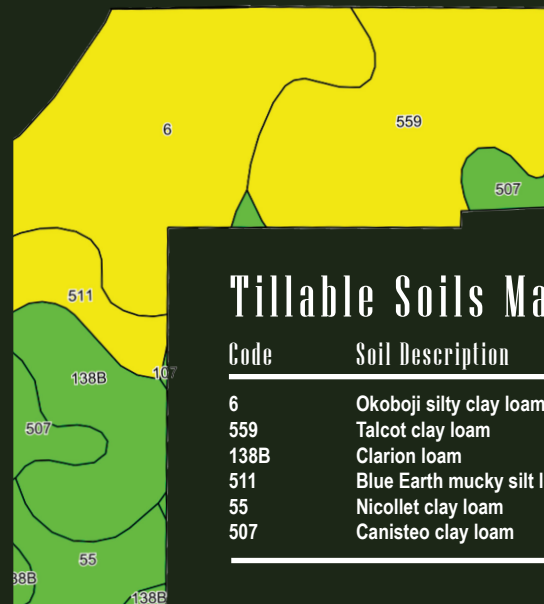 6
559
507
511
107
138B
507
55
38B
138B
Tillable Soils Ma
Code Soil Description
6 Okoboji silty clay loam
559 Talcot clay loam
138B Clarion loam
511 Blue Earth mucky silt l
55 Nicollet clay loam
507 Canisteo clay loam